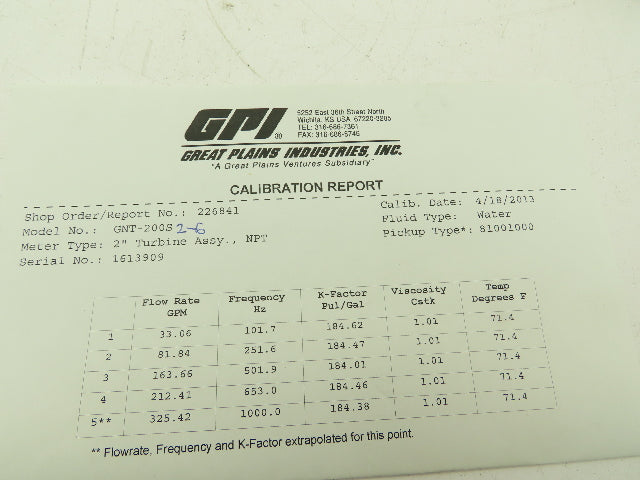 GPI
5252 East 36th Street North
Wichita, KS USA 67220-3205
TEL: 316-686-7361
FAX: 316-686-6746
GREAT PLAINS INDUSTRIES, INC.
"A Great Plains Ventures Subsidiary"
CALIBRATION REPORT
Shop Order/Report No.: 226841 Calib. Date: 4/18/2013
Model No.: GNT-200S2-6 Fluid Type: Water
Meter Type: 2" Turbine Assy., NPT Pickup Type*: 81001000
Serial No.: 1613909
Flow Rate Frequency K-Factor Viscosity Temp
GPM Hz Pul/Gal Cstk Degrees F
1 33.06 101.7 184.62 1.01 71.4
2 81.84 251.6 184.47 1.01 71.4
3 163.66 501.9 184.01 1.01 71.4
4 212.41 653.0 184.46 1.01 71.4
5** 325.42 1000.0 184.38 1.01 71.4
** Flowrate, Frequency and K-Factor extrapolated for this point.